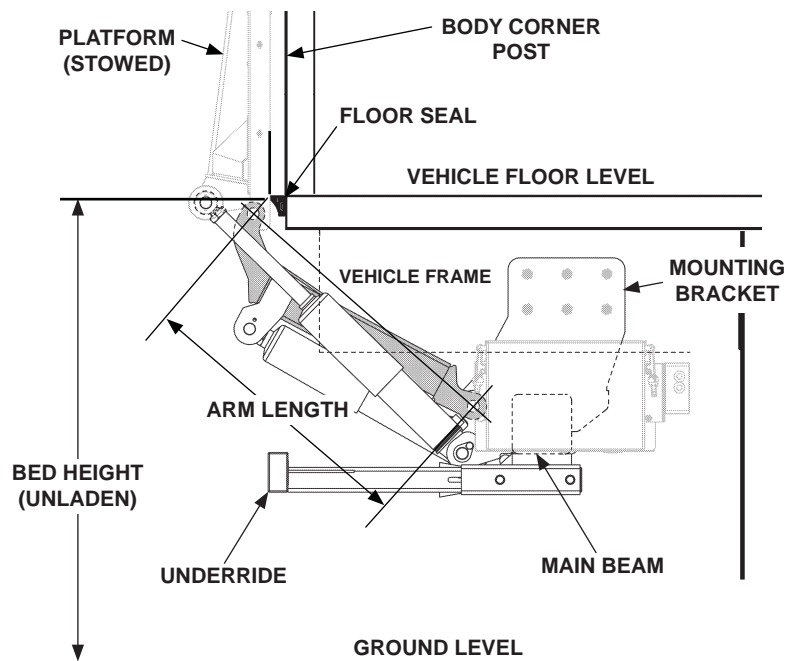 PLATFORM
(STOWED)
BODY CORNER
POST
FLOOR SEAL
VEHICLE FLOOR LEVEL
VEHICLE FRAME
MOUNTING
BRACKET
ARM LENGTH
BED HEIGHT
(UNLADEN)
UNDERRIDE
MAIN BEAM
GROUND LEVEL